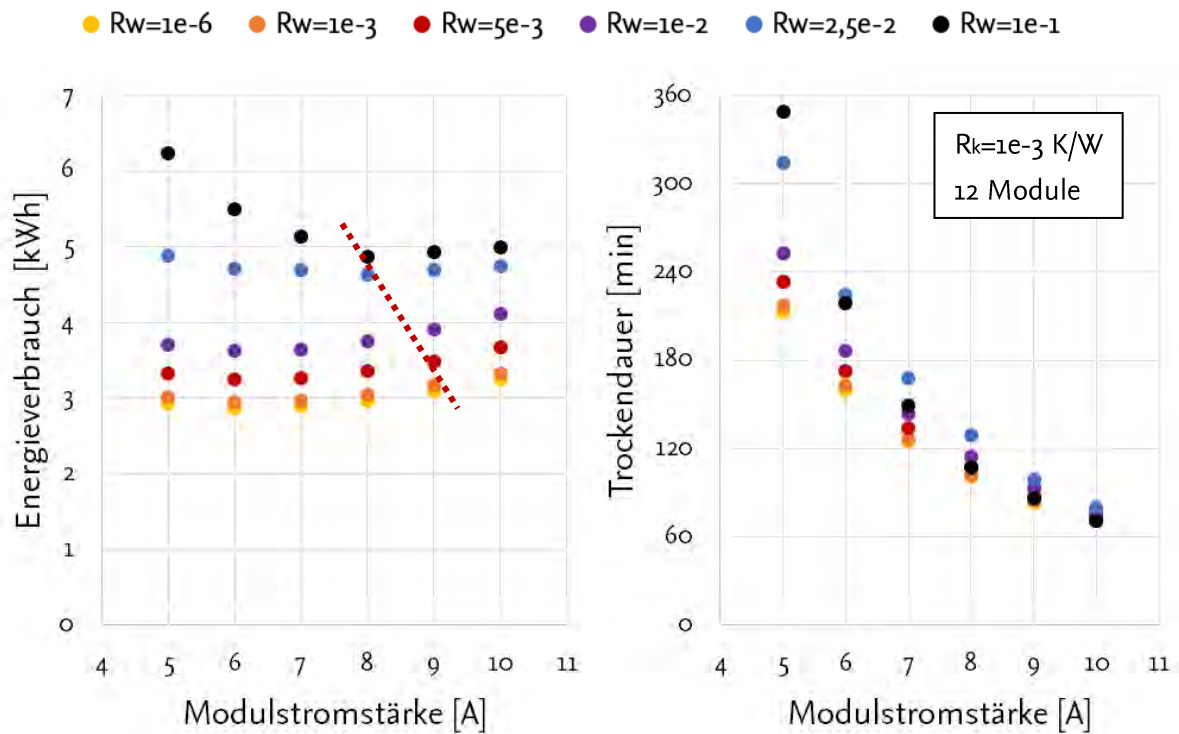 Rw=1e-6 Rw=1e-3 Rw=5e-3 Rw=1e-2 Rw=2,5e-2 Rw=1e-1
7
6
5
4
3
2
1
0
Energieverbrauch [kWh]
4 5 6 7 8 9 10 11
Modulstromstärke [A]
360
300
240
180
120
60
0
Trockendauer [min]
Rk=1e-3 K/W
12 Module
4 5 6 7 8 9 10 11
Modulstromstärke [A]